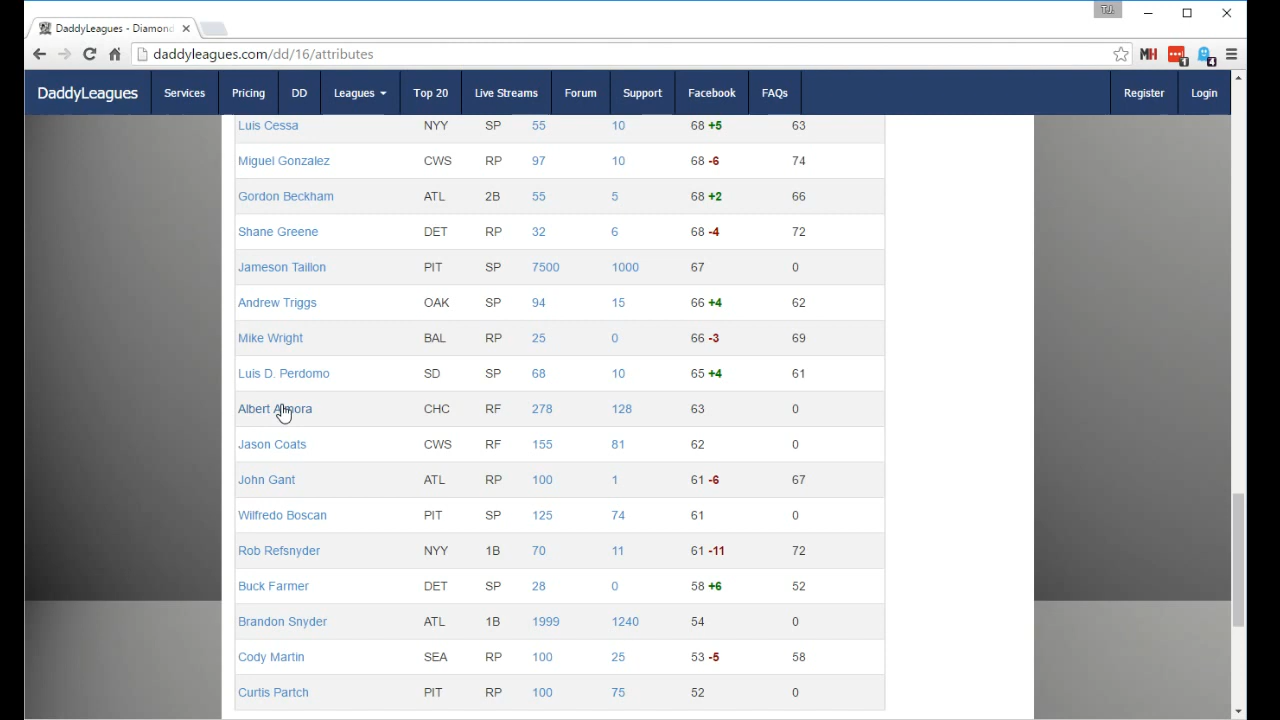 T.J.
DaddyLeagues - Diamond
daddyleagues.com/dd/16/attributes
MH 1 4
DaddyLeagues Services Pricing DD Leagues Top 20 Live Streams Forum Support Facebook FAQs Register Login
Luis Cessa NYY SP 55 10 68 +5 63
Miguel Gonzalez CWS RP 97 10 68 -6 74
Gordon Beckham ATL 2B 55 5 68 +2 66
Shane Greene DET RP 32 6 68 -4 72
Jameson Taillon PIT SP 7500 1000 67 0
Andrew Triggs OAK SP 94 15 66 +4 62
Mike Wright BAL RP 25 0 66 -3 69
Luis D. Perdomo SD SP 68 10 65 +4 61
Albert Almora CHC RF 278 128 63 0
Jason Coats CWS RF 155 81 62 0
John Gant ATL RP 100 1 61 -6 67
Wilfredo Boscan PIT SP 125 74 61 0
Rob Refsnyder NYY 1B 70 11 61 -11 72
Buck Farmer DET SP 28 0 58 +6 52
Brandon Snyder ATL 1B 1999 1240 54 0
Cody Martin SEA RP 100 25 53 -5 58
Curtis Partch PIT RP 100 75 52 0